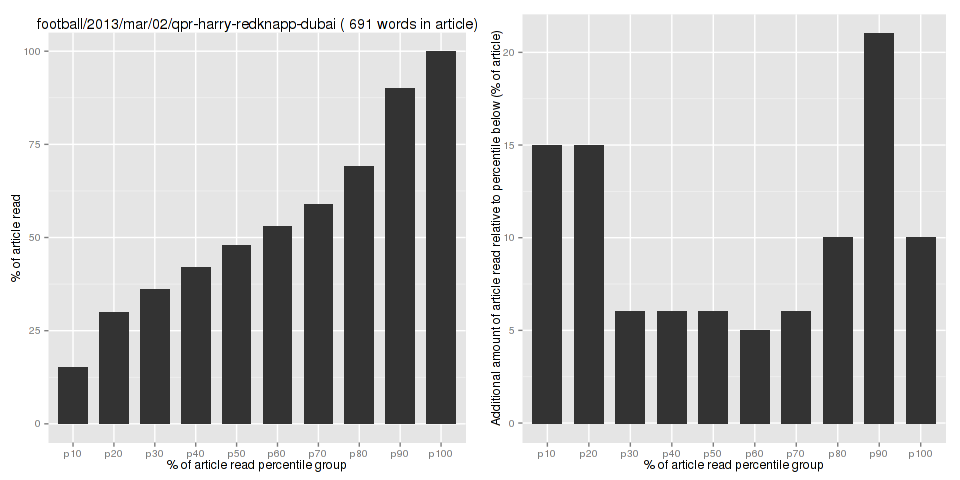 football/2013/mar/02/qpr-harry-redknapp-dubai ( 691 words in article)
% of article read
100
75
50
25
0
p10 p20 p30 p40 p50 p60 p70 p80 p90 p100
% of article read percentile group
Additional amount of article read relative to percentile below (% of article)
20
15
10
5
0
p10 p20 p30 p40 p50 p60 p70 p80 p90 p100
% of article read percentile group